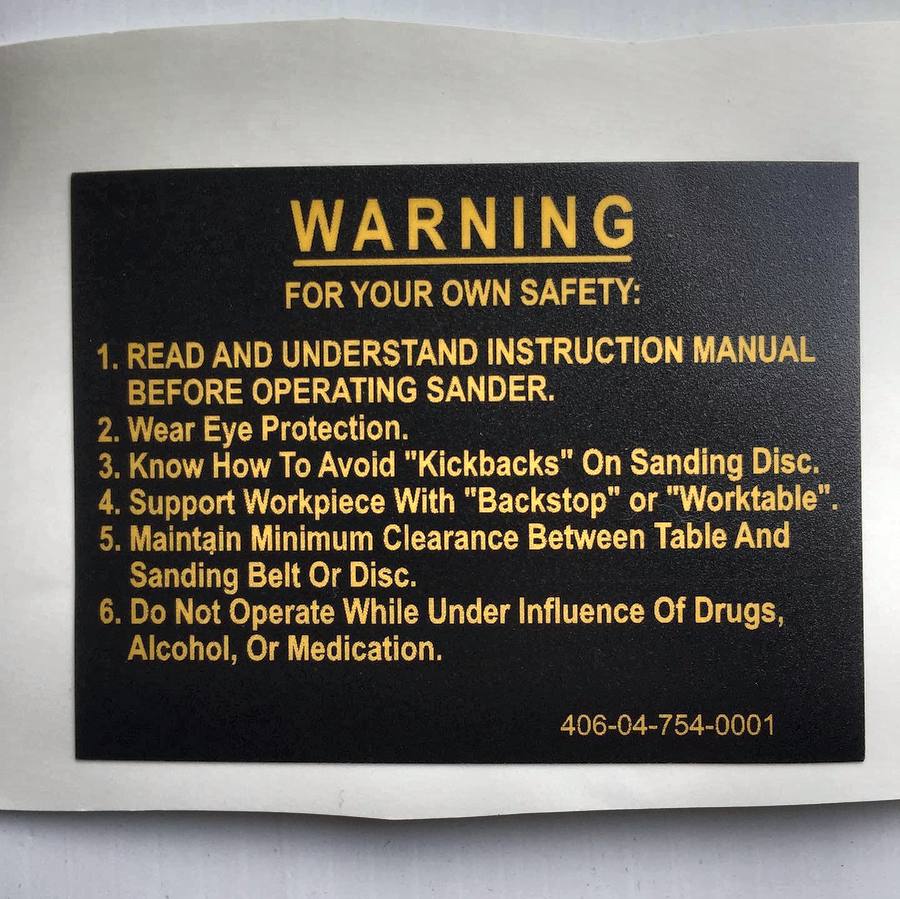 WARNING
FOR YOUR OWN SAFETY:
1. READ AND UNDERSTAND INSTRUCTION MANUAL
BEFORE OPERATING SANDER.
2. Wear Eye Protection.
3. Know How To Avoid "Kickbacks" On Sanding Disc.
4. Support Workpiece With "Backstop" or "Worktable".
5. Maintain Minimum Clearance Between Table And
Sanding Belt Or Disc.
6. Do Not Operate While Under Influence Of Drugs,
Alcohol, Or Medication.
406-04-754-0001